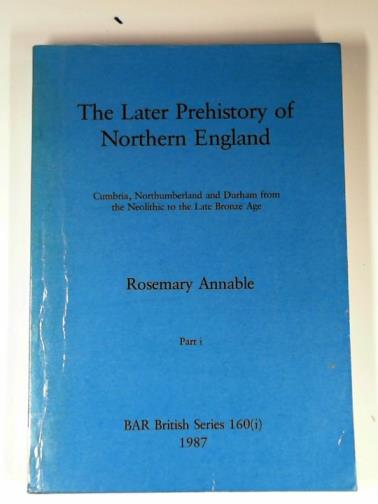 The Later Prehistory of
Northern England
Cumbria, Northumberland and Durham from
the Neolithic to the Late Bronze Age
Rosemary Annable
Part i
BAR British Series 160(i)
1987